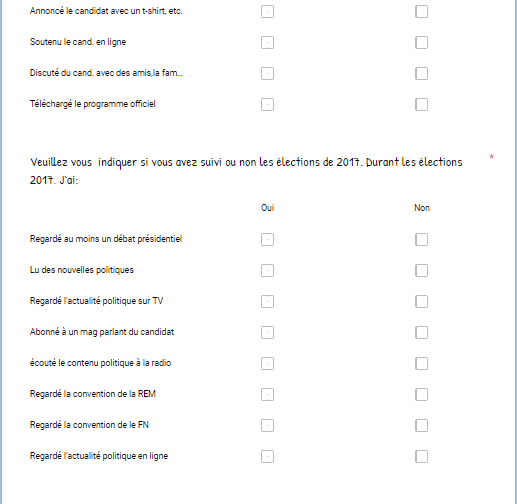 Annoncé le candidat avec un t-shirt, etc.
Soutenu le cand. en ligne
Discuté du cand. avec des amis,la fam...
Téléchargé le programme officiel
Veuillez vous indiquer si vous avez suivi ou non les élections de 2017. Durant les élections *
2017. J'ai:
Oui Non
Regardé au moins un débat présidentiel
Lu des nouvelles politiques
Regardé l'actualité politique sur TV
Abonné à un mag parlant du candidat
écouté le contenu politique à la radio
Regardé la convention de la REM
Regardé la convention de le FN
Regardé l'actualité politique en ligne